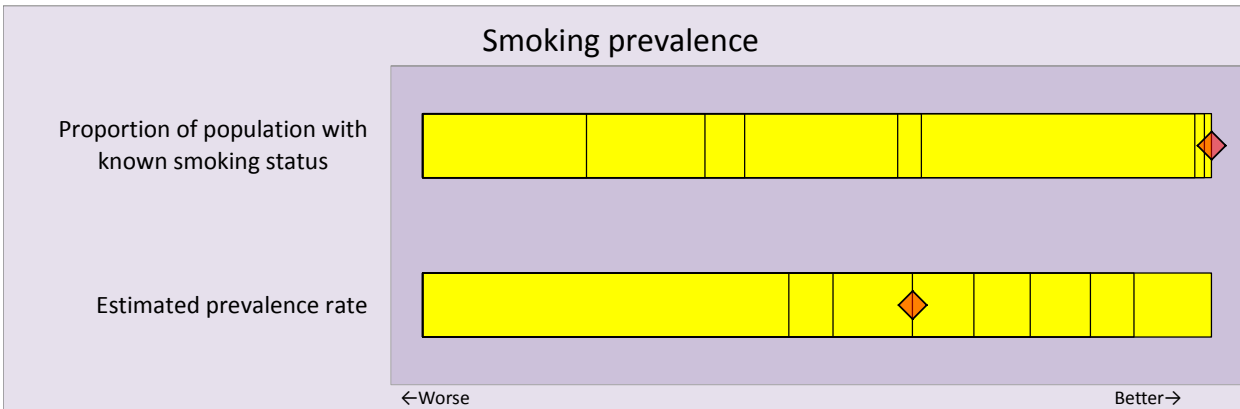 Smoking prevalence
Proportion of population with
known smoking status
Estimated prevalence rate
←Worse
Better→